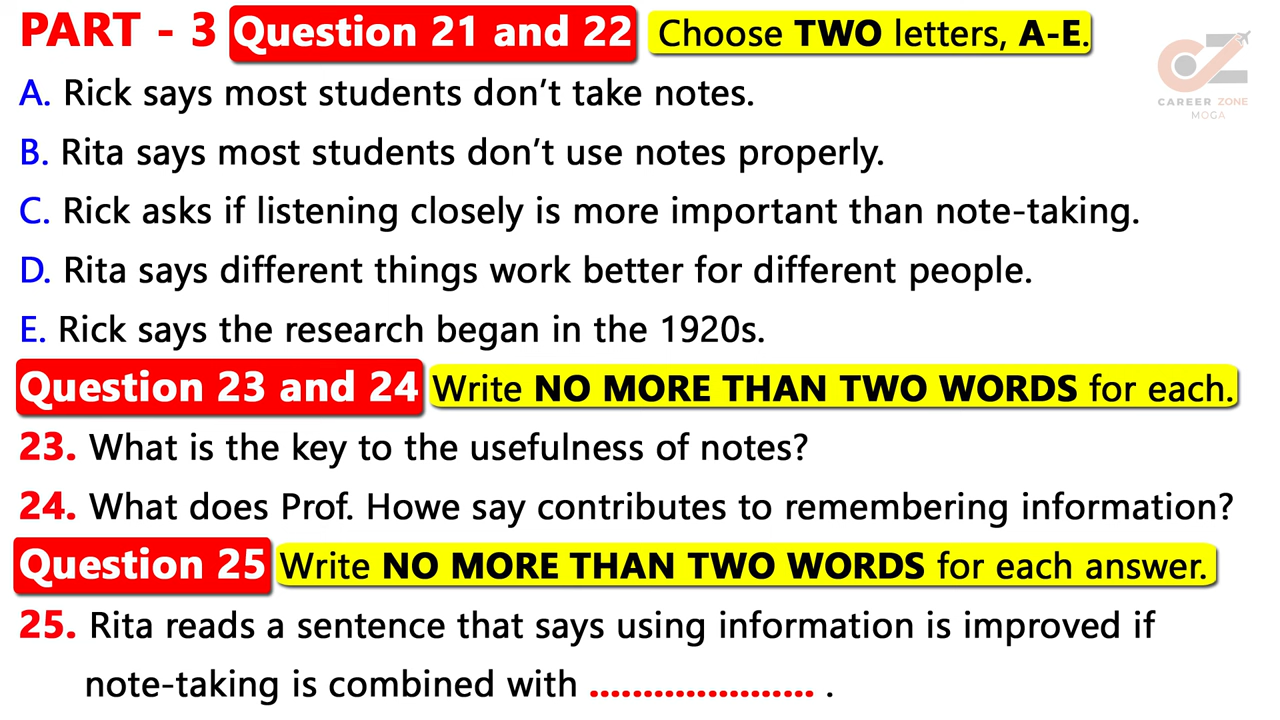 PART - 3 Question 21 and 22 Choose TWO letters, A-E.
CAREER ZONE
MOGA
A. Rick says most students don’t take notes.
B. Rita says most students don’t use notes properly.
C. Rick asks if listening closely is more important than note-taking.
D. Rita says different things work better for different people.
E. Rick says the research began in the 1920s.
Question 23 and 24 Write NO MORE THAN TWO WORDS for each.
23. What is the key to the usefulness of notes?
24. What does Prof. Howe say contributes to remembering information?
Question 25 Write NO MORE THAN TWO WORDS for each answer.
25. Rita reads a sentence that says using information is improved if
note-taking is combined with ..................... .